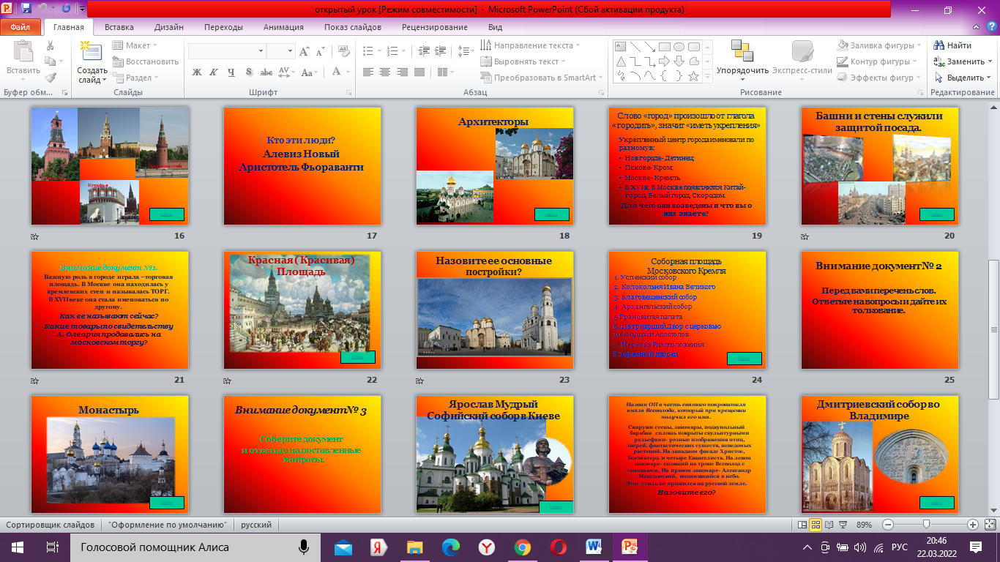 открытый урок [Режим совместимости] - Microsoft PowerPoint (Сбой активации продукта)
Файл Главная Вставка Дизайн Переходы Анимация Показ слайдов Рецензирование Вид
Вставить
Буфер обм...
Создать слайд
Макет
Восстановить
Раздел
Слайды
Ж К Ч S abc AV Aa A
Шрифт
Направление текста
Выровнять текст
Преобразовать в SmartArt
Абзац
Упорядочить
Экспресс-стили
Заливка фигуры
Контур фигуры
Эффекты фигур
Рисование
Найти
Заменить
Выделить
Редактирование
Кутафья
16
Кто эти люди?
Алевиз Новый
Аристотель Фьораванти
17
Архитекторы
18
Слово «город» произошло от глагола
«городить», значит «иметь укрепления»
Укрепленный центр города именовали по
разному в:
• Новгороде- Детинец;
• Пскове- Кром;
• Москве- Кремль.
• В XVI в. В Москве появляются Китай-
город, Белый город, Скородом.
Для чего они возведены и что вы о
них знаете?
19
Башни и стены служили
защитой посада.
20
Внимание документ №1.
Важную роль в городе играла –торговая
площадь. В Москве она находилась у
кремлевских стен и называлась ТОРГ.
В XVII веке она стала именоваться по
другому.
Как ее называют сейчас?
Какие товары по свидетельству
А. Олеария продавались на
московском торгу?
21
Красная (Красивая)
Площадь
22
Назовите ее основные
постройки?
23
Соборная площадь
Московского Кремля
1. Успенский собор
2. Колокольня Ивана Великого
3. Благовещенский собор
4. Архангельский собор
5 Грановитая палата
6. Патриарший Двор с церковью
Двенадцати Апостолов
7. Церковь Ризоположения
8 Теремной дворец
24
Внимание документ№ 2
Перед вами перечень слов.
Ответьте на вопросы и дайте их
толкование.
25
Монастырь
Внимание документ№ 3
Соберите документ
и ответьте на поставленные
вопросы.
Ярослав Мудрый
Софийский собор в Киеве
Назван ОН в честь святого покровителя
князя Всеволода, который при крещении
получил его имя.
Снаружи стены, закомары, подкупольный
барабан- сплошь покрыты скульптурными
рельефами- резные изображения птиц,
зверей, фантастических существ, неведомых
растений. На западном фасаде Христос,
Богоматерь и четыре Евангелиста. На левом
закомаре- сидящий на троне Всеволод с
сыновьями. На правом закомаре- Александр
Македонский, возносящийся в небо.
Этот стиль не прижился на русской земле.
Назовите его?
Дмитриевский собор во
Владимире
Сортировщик слайдов "Оформление по умолчанию" русский 89%
Голосовой помощник Алиса
РУС
20:46
22.03.2022